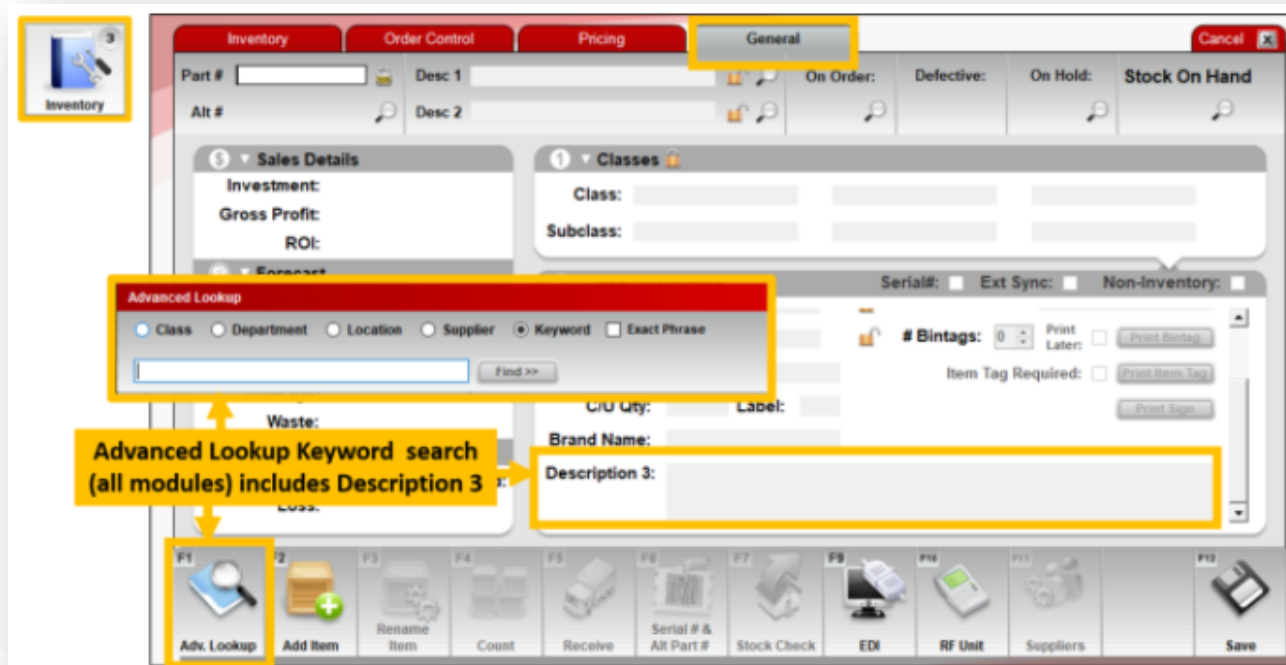 3
Inventory
Inventory
Order Control
Pricing
General
Cancel
Part #
Desc 1
On Order:
Defective:
On Hold:
Stock On Hand
Alt #
Desc 2
$ Sales Details
Investment:
Gross Profit:
ROI:
Forecast
1 Classes
Class:
Subclass:
Serial#:
Ext Sync:
Non-Inventory:
Advanced Lookup
Class
Department
Location
Supplier
Keyword
Exact Phrase
Find >>
# Bintags:
0
Print
Later:
Print Bintag
Item Tag Required:
Print Item Tag
Print Sign
C/U Qty:
Label:
Waste:
Brand Name:
Advanced Lookup Keyword search
(all modules) includes Description 3
Description 3:
Loss:
F1
Adv. Lookup
F2
Add Item
F3
Rename
Item
F4
Count
F5
Receive
F6
Serial # &
Alt Part #
F7
Stock Check
F9
EDI
F10
RF Unit
F11
Suppliers
F12
Save